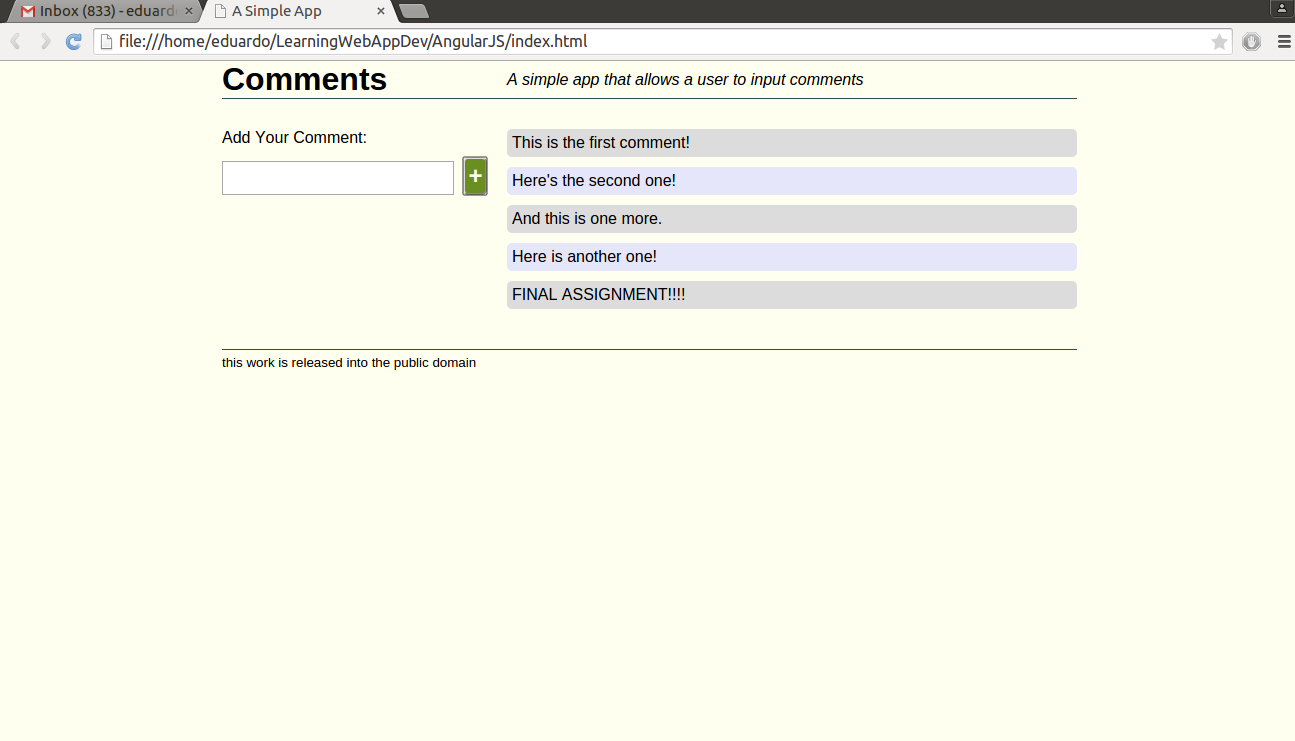 Inbox (833) - eduard
A Simple App
file:///home/eduardo/LearningWebAppDev/AngularJS/index.html
Comments
A simple app that allows a user to input comments
Add Your Comment:
+
This is the first comment!
Here's the second one!
And this is one more.
Here is another one!
FINAL ASSIGNMENT!!!!
this work is released into the public domain